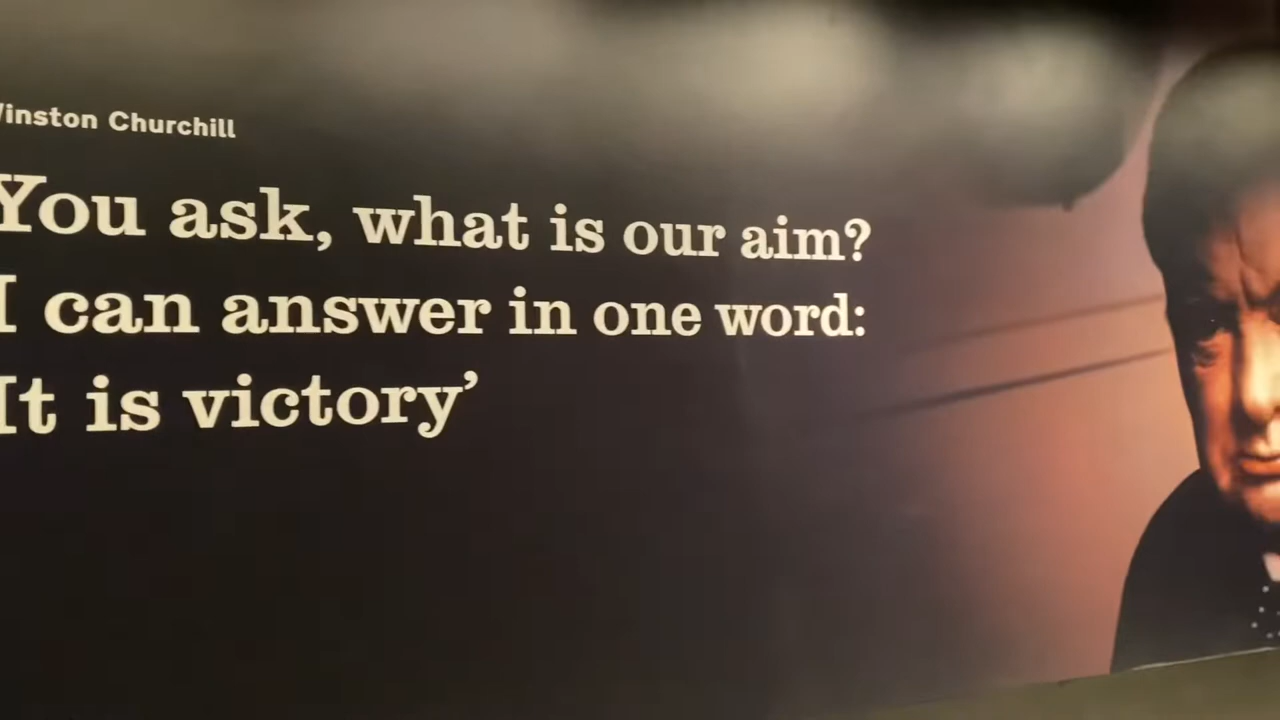 Winston Churchill
You ask, what is our aim?
I can answer in one word:
It is victory’